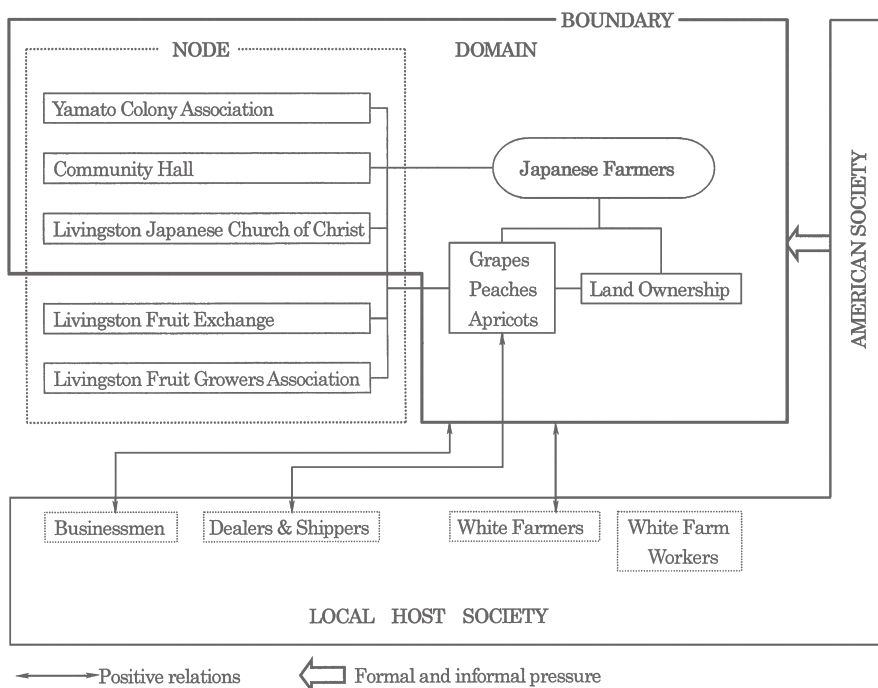 BOUNDARY
NODE
DOMAIN
Yamato Colony Association
Community Hall
Japanese Farmers
Livingston Japanese Church of Christ
Grapes
Peaches
Apricots
Land Ownership
Livingston Fruit Exchange
Livingston Fruit Growers Association
AMERICAN SOCIETY
Businessmen
Dealers & Shippers
White Farmers
White Farm
Workers
LOCAL HOST SOCIETY
Positive relations
Formal and informal pressure